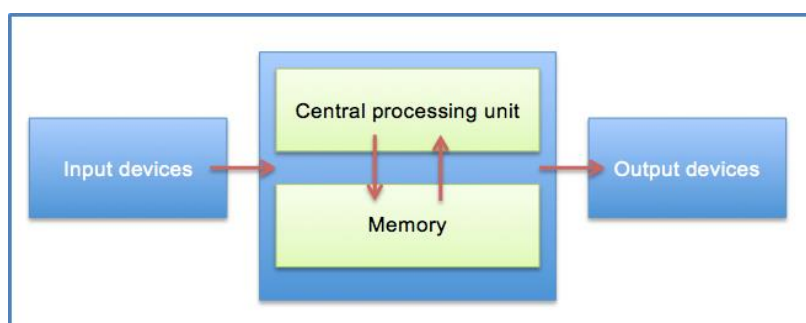 Central processing unit
Input devices
Output devices
Memory